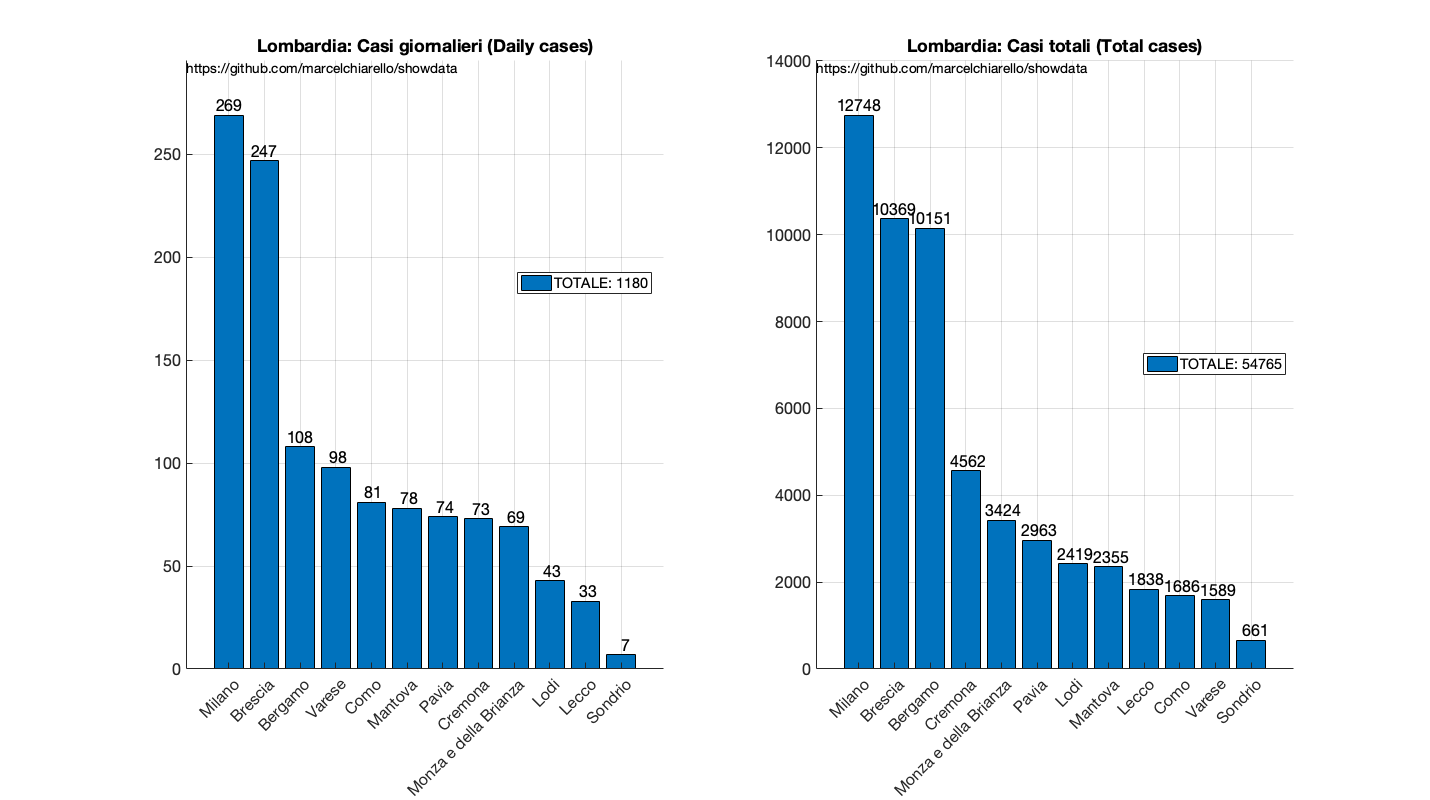 Lombardia: Casi giornalieri (Daily cases)
https://github.com/marcelchiarello/showdata
269
247
108
98
81
78
74
73
69
43
33
7
250
200
150
100
50
0
TOTALE: 1180
Milano
Brescia
Bergamo
Varese
Como
Mantova
Pavia
Cremona
Monza e della Brianza
Lodi
Lecco
Sondrio
Lombardia: Casi totali (Total cases)
https://github.com/marcelchiarello/showdata
12748
10369
10151
4562
3424
2963
2419
2355
1838
1686
1589
661
14000
12000
10000
8000
6000
4000
2000
0
TOTALE: 54765
Milano
Brescia
Bergamo
Cremona
Monza e della Brianza
Pavia
Lodi
Mantova
Lecco
Como
Varese
Sondrio